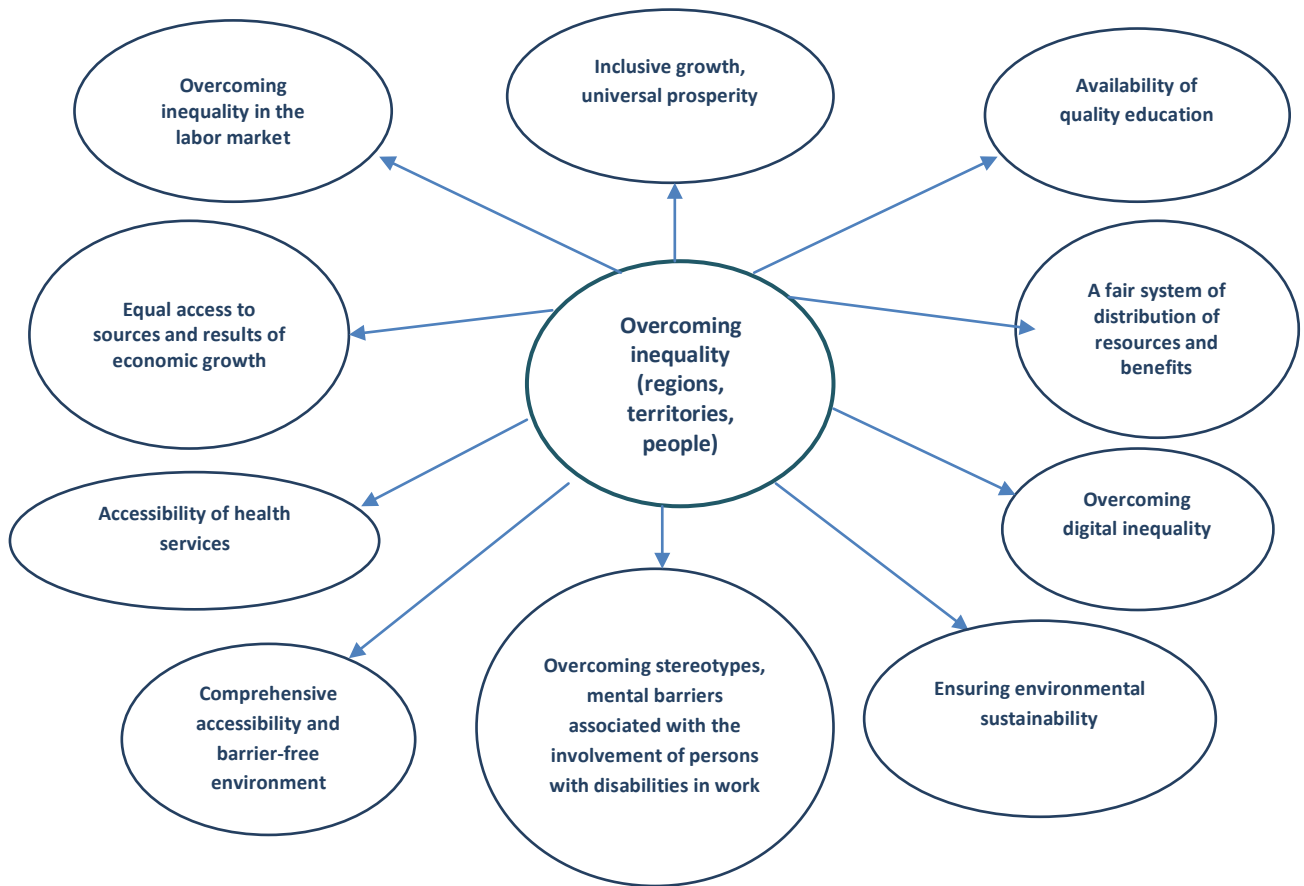 Overcoming
inequality in the
labor market
Inclusive growth,
universal prosperity
Availability of
quality education
Equal access to
sources and results of
economic growth
Overcoming
inequality
(regions,
territories,
people)
A fair system of
distribution of
resources and
benefits
Accessibility of health
services
Overcoming
digital inequality
Comprehensive
accessibility and
barrier-free
environment
Overcoming stereotypes,
mental barriers
associated with the
involvement of persons
with disabilities in work
Ensuring environmental
sustainability